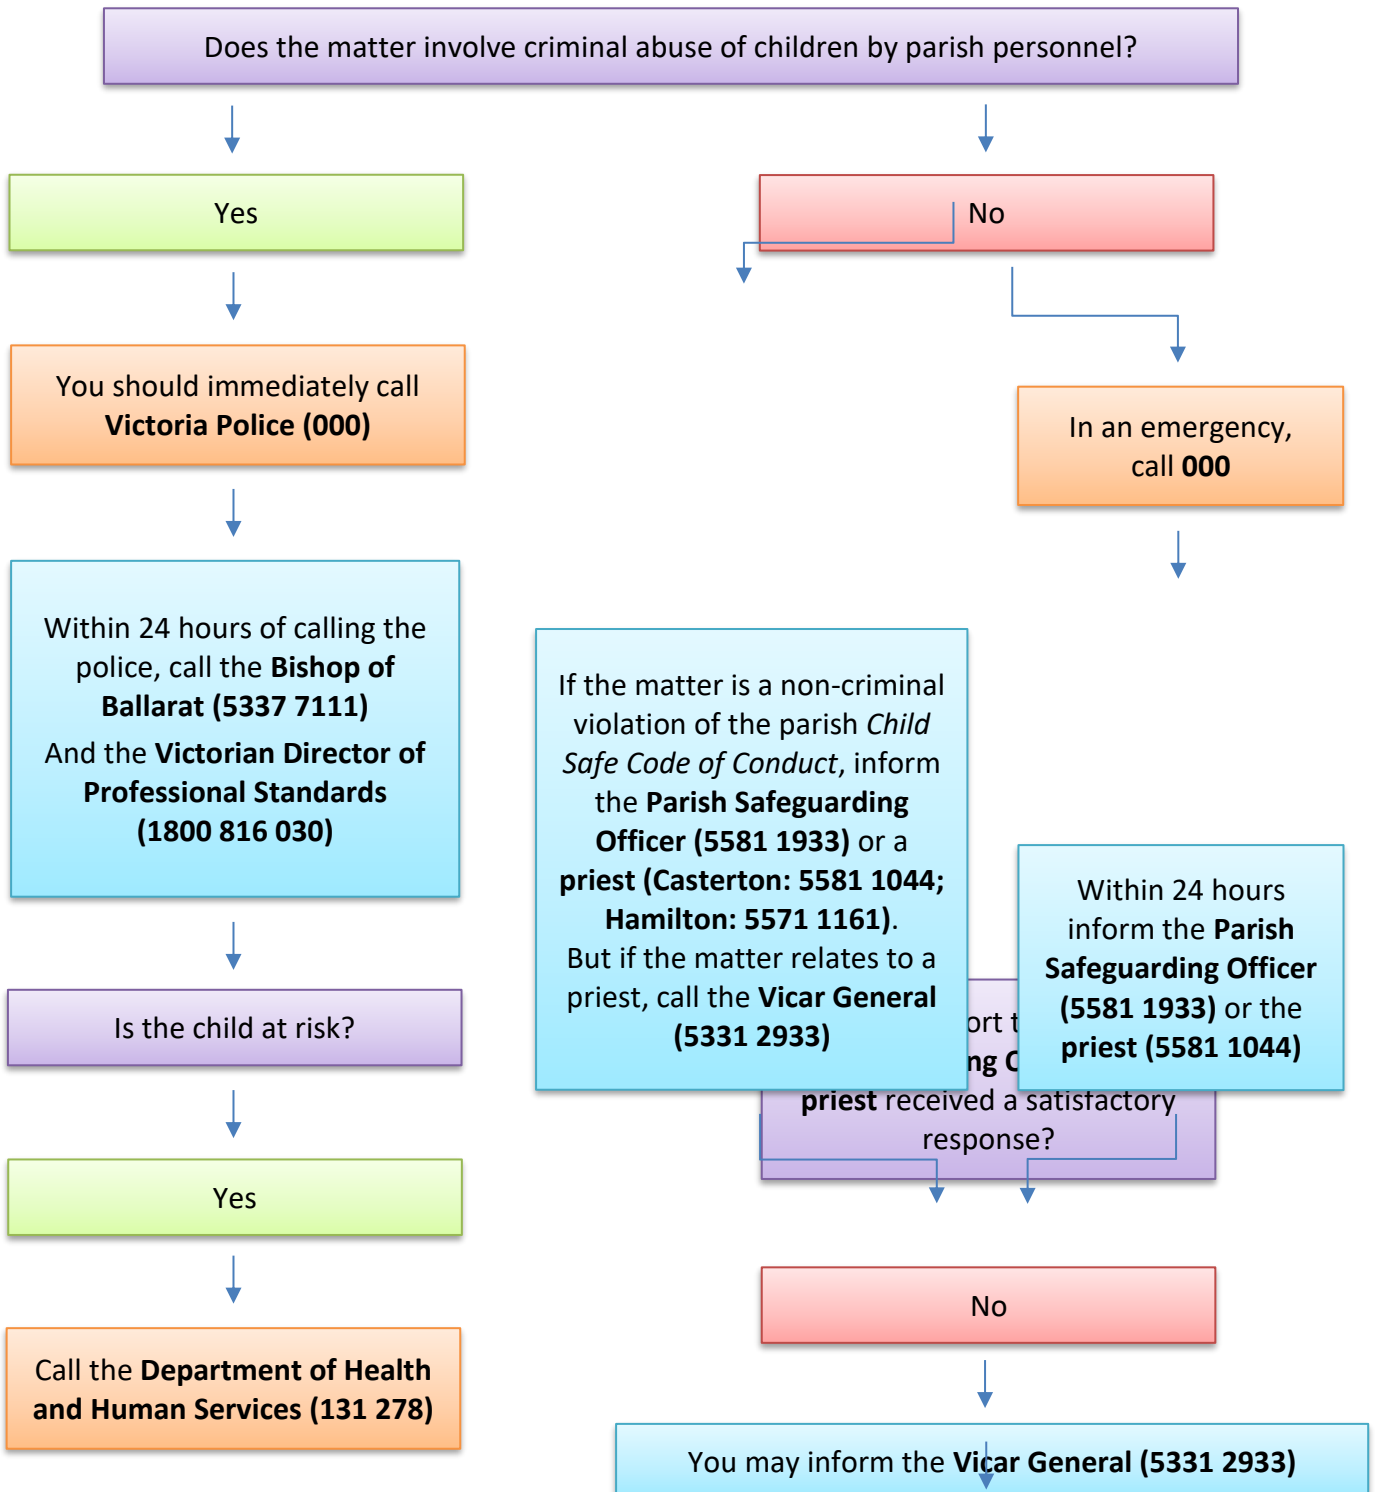 Does the matter involve criminal abuse of children by parish personnel?
Yes
No
You should immediately call
Victoria Police (000)
In an emergency,
call 000
Within 24 hours of calling the
police, call the Bishop of
Ballarat (5337 7111)
And the Victorian Director of
Professional Standards
(1800 816 030)
If the matter is a non-criminal
violation of the parish Child
Safe Code of Conduct, inform
the Parish Safeguarding
Officer (5581 1933) or a
priest (Casterton: 5581 1044;
Hamilton: 5571 1161).
But if the matter relates to a
priest, call the Vicar General
(5331 2933)
Within 24 hours
inform the Parish
Safeguarding Officer
(5581 1933) or the
priest (5581 1044)
priest received a satisfactory
response?
Is the child at risk?
Yes
No
Call the Department of Health
and Human Services (131 278)
You may inform the Vicar General (5331 2933)